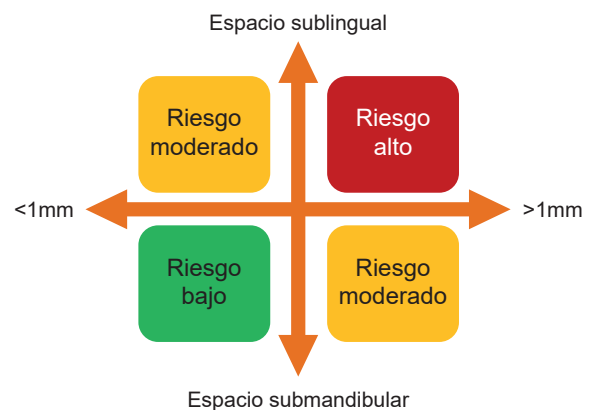 Espacio sublingual
Riesgo
moderado
Riesgo
alto
<1mm
>1mm
Riesgo
bajo
Riesgo
moderado
Espacio submandibular